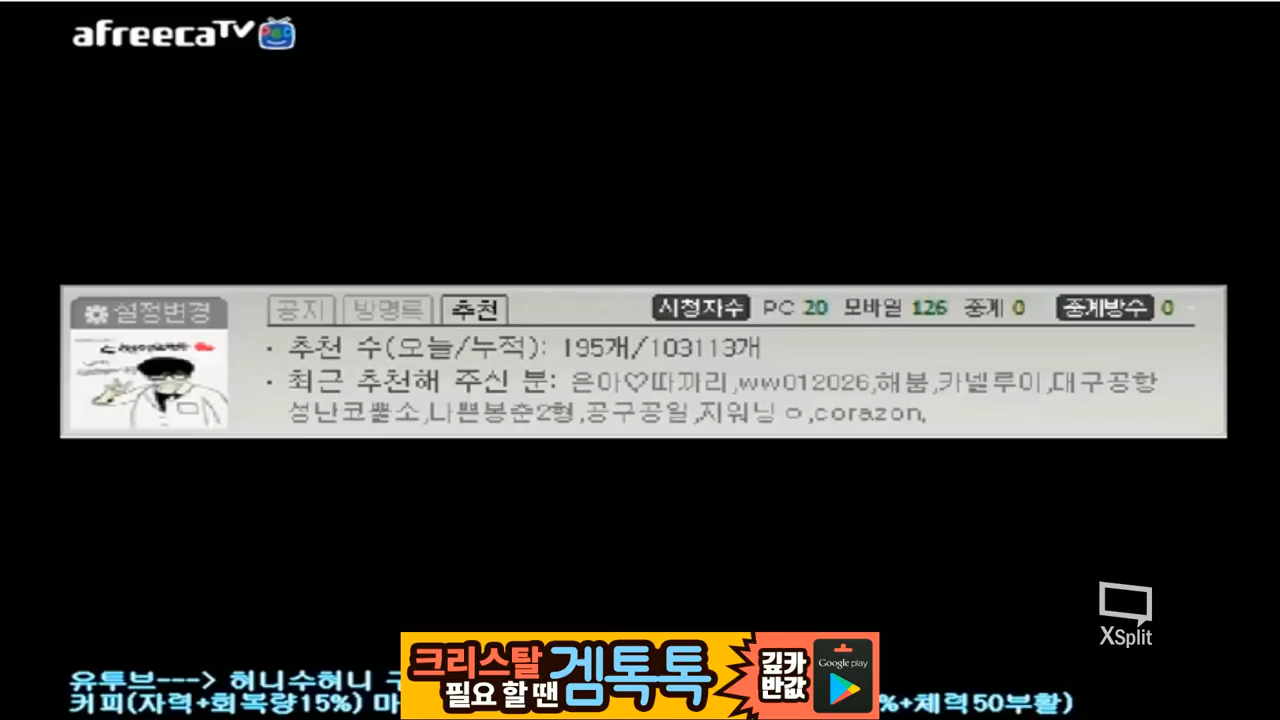 afreecaTV
설정변경 공지 방명록 추천 시청자수 PC 20 모바일 126 중계 0 중계방수 0
· 추천 수(오늘/누적): 195개/103113개
· 최근 추천해 주신 분: 은아♡따까리,ww012026,해붐,카넬루이,대구공항
성난코뿔소,나쁜봉춘2형,공구공일,지워닝ㅇ,corazon,
XSplit
크리스탈 겜톡톡 깊카 Google play
필요 할 땐 반값
유투브---> 허니수허니 구
커피(자력+회복량15%) 마 %+체력50부활)